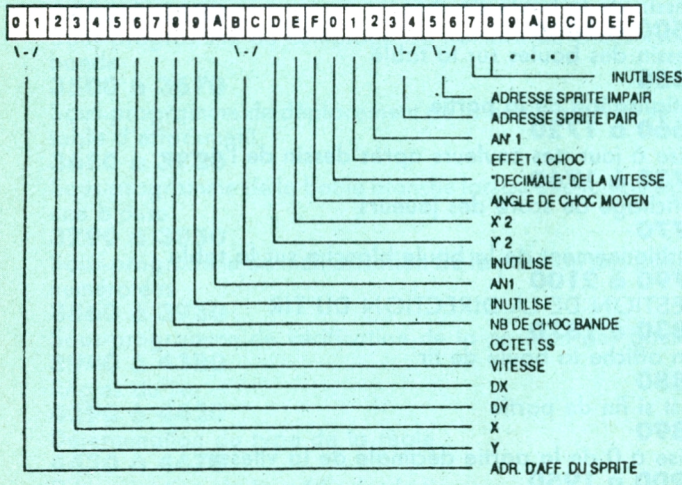 0 1 2 3 4 5 6 7 8 9 A B C D E F 0 1 2 3 4 5 6 7 8 9 A B C D E F
\-/ \-/ \-/ \-/
INUTILISES
ADRESSE SPRITE IMPAIR
ADRESSE SPRITE PAIR
AN'1
EFFET + CHOC
"DECIMALE" DE LA VITESSE
ANGLE DE CHOC MOYEN
X'2
Y'2
INUTILISE
AN1
INUTILISE
NB DE CHOC BANDE
OCTET SS
VITESSE
DX
DY
X
Y
ADR. D'AFF. DU SPRITE